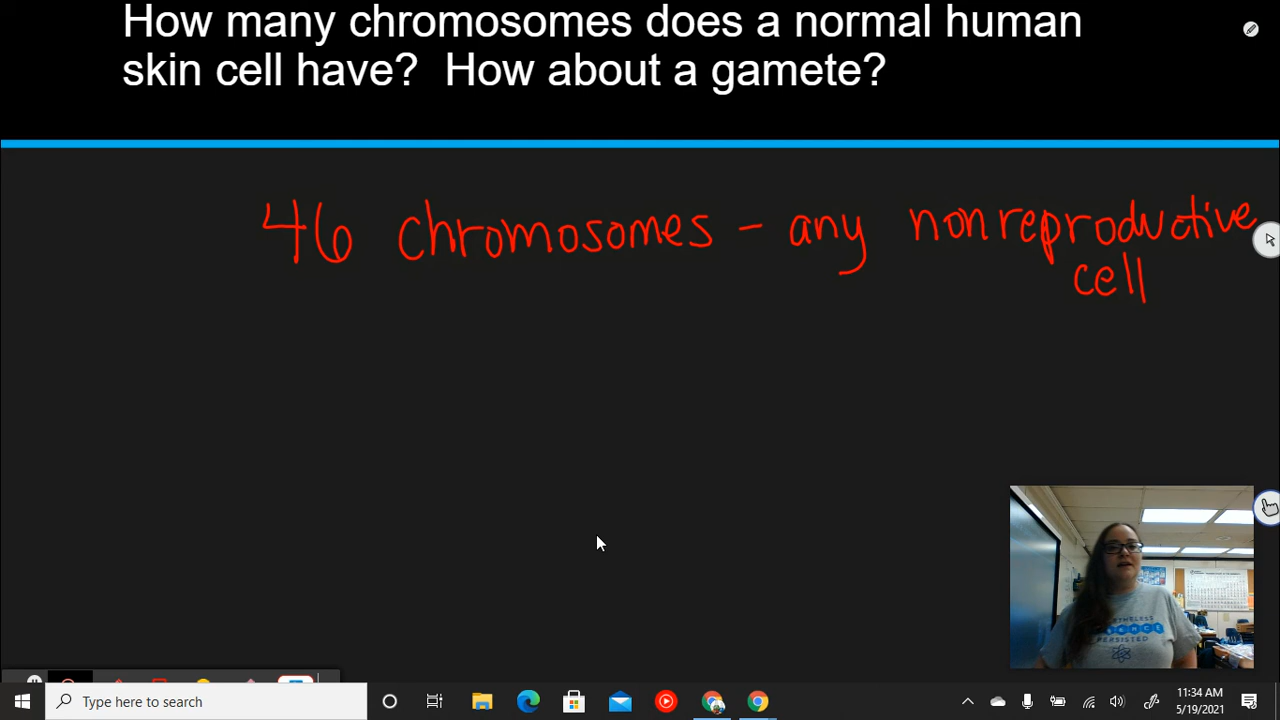 How many chromosomes does a normal human
skin cell have? How about a gamete?
46 chromosomes - any nonreproductive
cell
PERSISTED
Type here to search
11:34 AM
5/19/2021